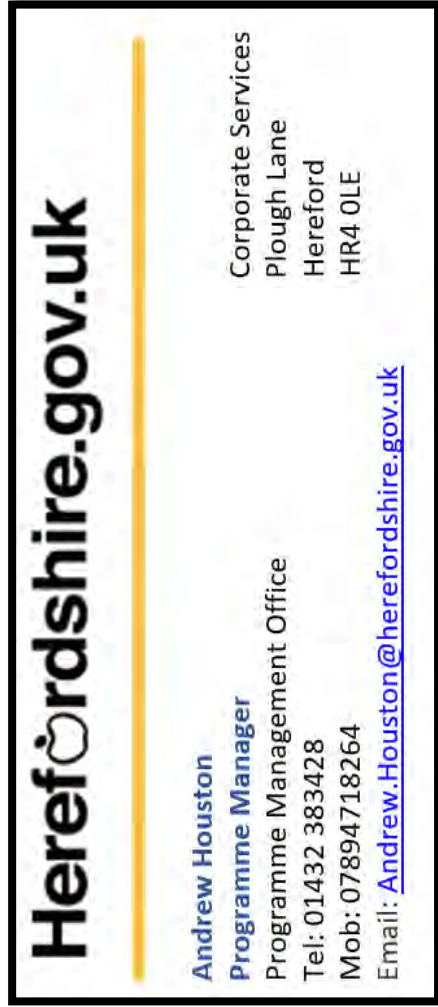 Herefordshire.gov.uk
Andrew Houston
Programme Manager
Programme Management Office
Tel: 01432 383428
Mob: 07894718264
Email: Andrew.Houston@herefordshire.gov.uk
Corporate Services
Plough Lane
Hereford
HR4 0LE